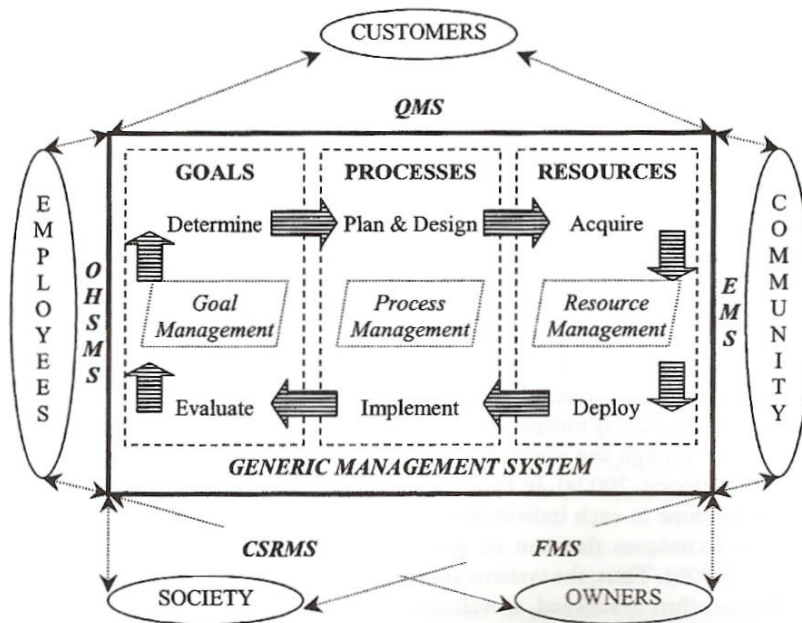 CUSTOMERS
QMS
EMPLOYEES
OHSMS
GOALS PROCESSES RESOURCES
Determine Plan & Design Acquire
Goal Management
Process Management
Resource Management
Evaluate Implement Deploy
GENERIC MANAGEMENT SYSTEM
EMS
COMMUNITY
CSRMS FMS
SOCIETY OWNERS